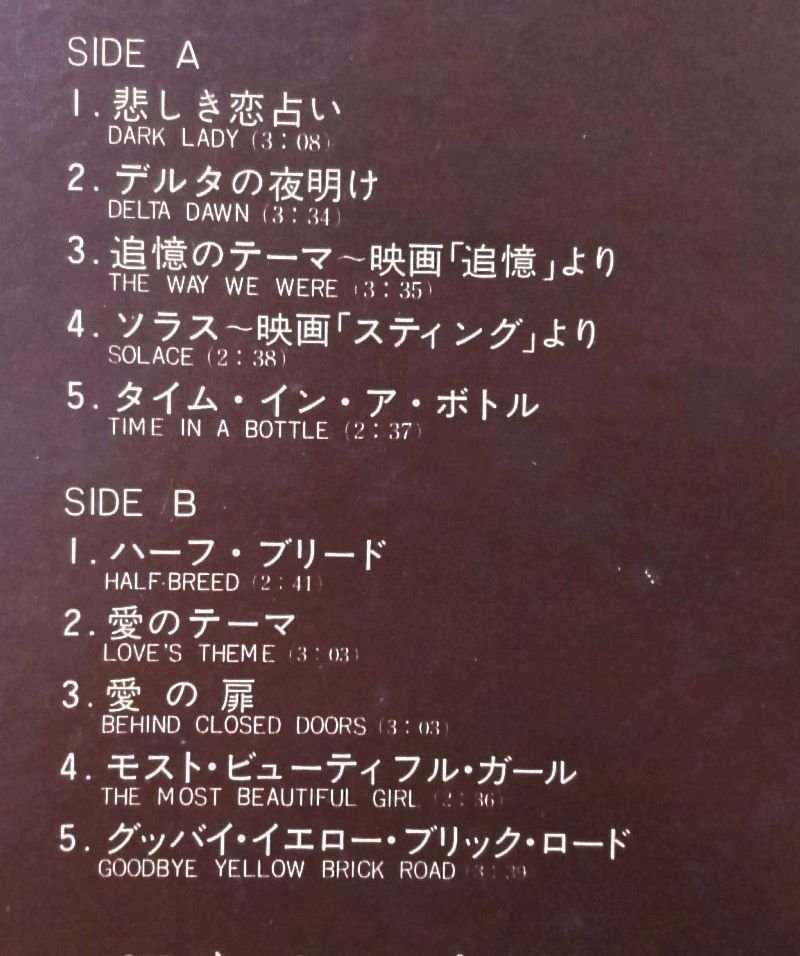 SIDE A
1. 悲しき恋占い
DARK LADY (3:08)
2. デルタの夜明け
DELTA DAWN (3:34)
3. 追憶のテーマ〜映画「追憶」より
THE WAY WE WERE (3:35)
4. ソラス〜映画「スティング」より
SOLACE (2:38)
5. タイム・イン・ア・ボトル
TIME IN A BOTTLE (2:37)
SIDE B
1. ハーフ・ブリード
HALF-BREED (2:41)
2. 愛のテーマ
LOVE'S THEME (3:03)
3. 愛の扉
BEHIND CLOSED DOORS (3:03)
4. モスト・ビューティフル・ガール
THE MOST BEAUTIFUL GIRL (2:36)
5. グッバイ・イエロー・ブリック・ロード
GOODBYE YELLOW BRICK ROAD (3:39)